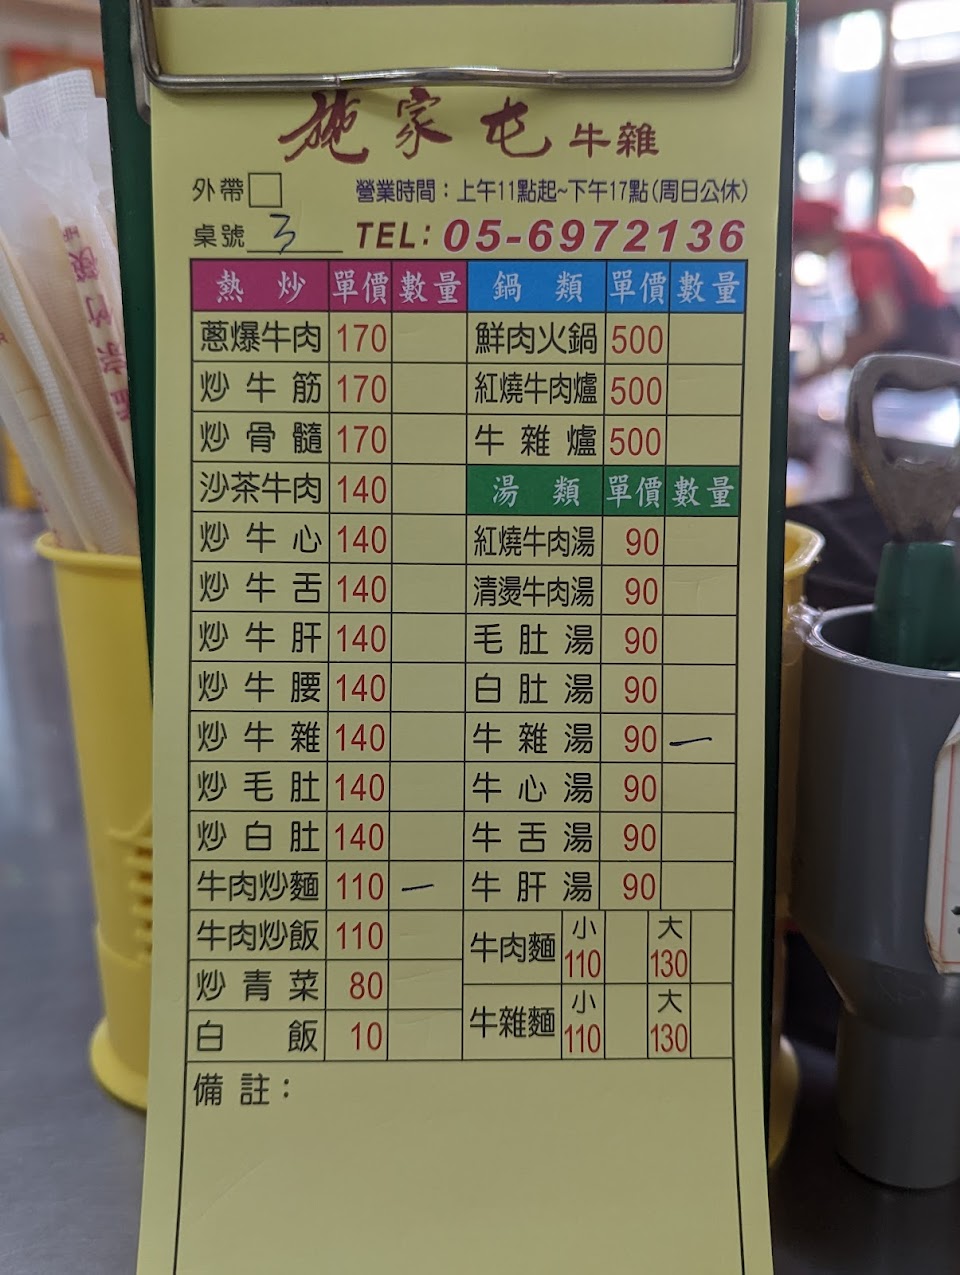 施家屯牛雜
外帶□ 營業時間：上午11點起~下午17點(周日公休)
桌號 3 TEL：05-6972136
熱炒 單價 數量 鍋類 單價 數量
蔥爆牛肉 170 鮮肉火鍋 500
炒牛筋 170 紅燒牛肉爐 500
炒骨髓 170 牛雜爐 500
沙茶牛肉 140 湯類 單價 數量
炒牛心 140 紅燒牛肉湯 90
炒牛舌 140 清燙牛肉湯 90
炒牛肝 140 毛肚湯 90
炒牛腰 140 白肚湯 90
炒牛雜 140 牛雜湯 90 一
炒毛肚 140 牛心湯 90
炒白肚 140 牛舌湯 90
牛肉炒麵 110 一 牛肝湯 90
牛肉炒飯 110 牛肉麵 小 110 大 130
炒青菜 80 牛雜麵 小 110 大 130
白飯 10
備註：